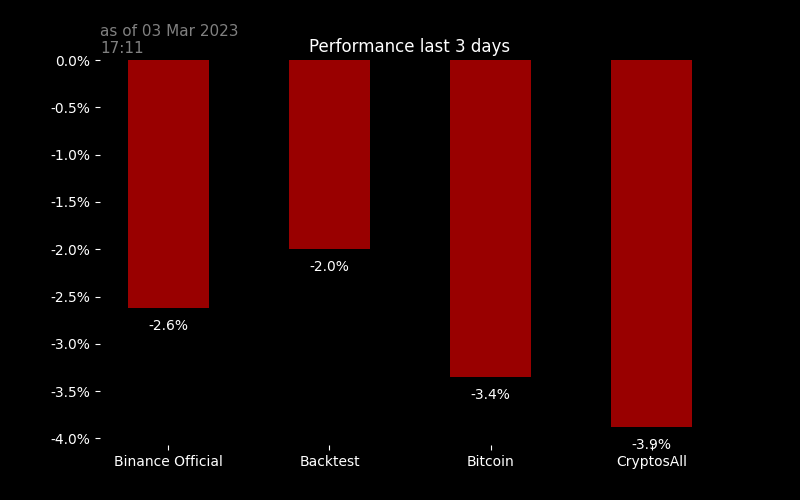 as of 03 Mar 2023
17:11
Performance last 3 days
0.0%
-0.5%
-1.0%
-1.5%
-2.0%
-2.5%
-3.0%
-3.5%
-4.0%
-2.6%
-2.0%
-3.4%
-3.9%
Binance Official
Backtest
Bitcoin
CryptosAll